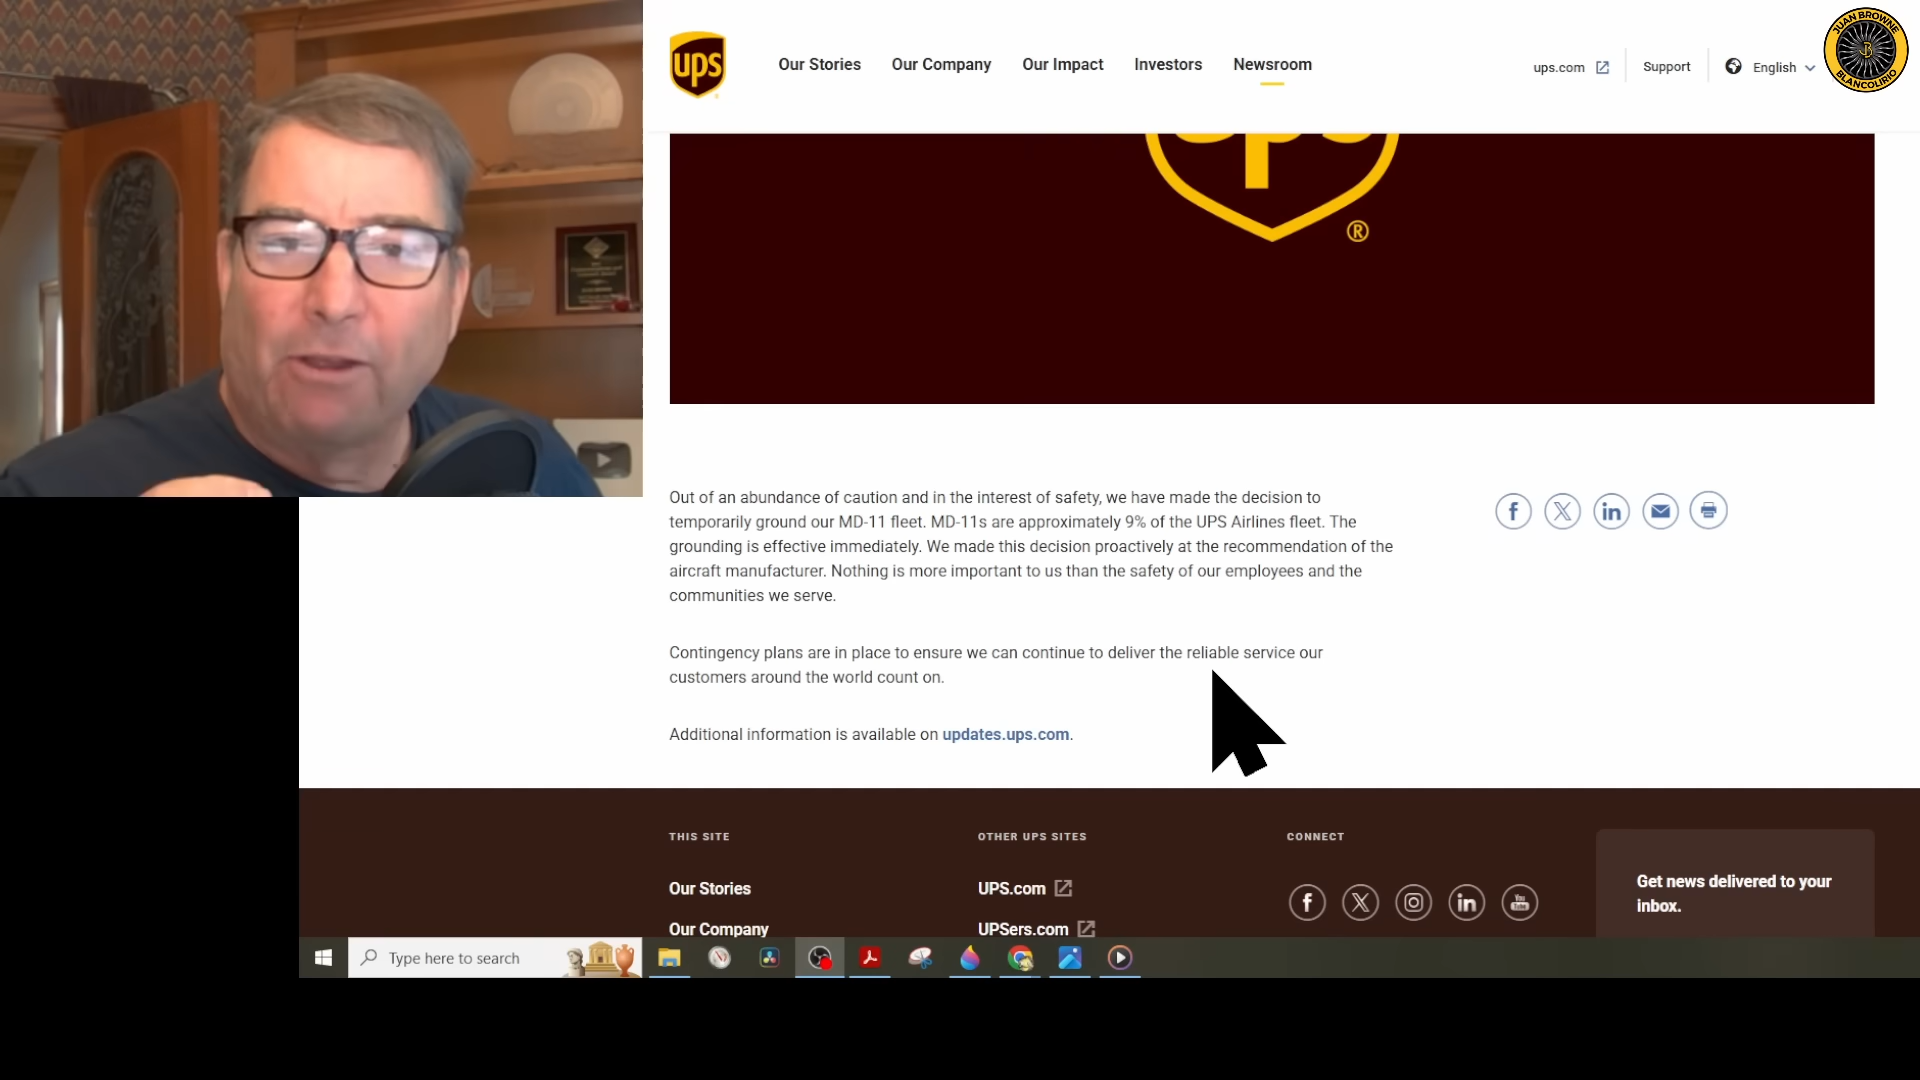 ups
Our Stories
Our Company
Our Impact
Investors
Newsroom
ups.com
Support
English
JUAN BROWNE
JB
BLANCOLIRIO
ups
®
Out of an abundance of caution and in the interest of safety, we have made the decision to
temporarily ground our MD-11 fleet. MD-11s are approximately 9% of the UPS Airlines fleet. The
grounding is effective immediately. We made this decision proactively at the recommendation of the
aircraft manufacturer. Nothing is more important to us than the safety of our employees and the
communities we serve.
Contingency plans are in place to ensure we can continue to deliver the reliable service our
customers around the world count on.
Additional information is available on updates.ups.com.
THIS SITE
OTHER UPS SITES
CONNECT
Our Stories
UPS.com
Get news delivered to your
inbox.
Our Company
UPSers.com
You
Tube
Type here to search